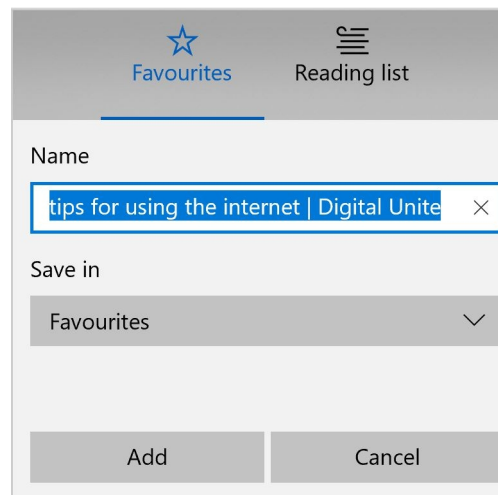 Favourites
Reading list
Name
tips for using the internet | Digital Unite
Save in
Favourites
Add
Cancel